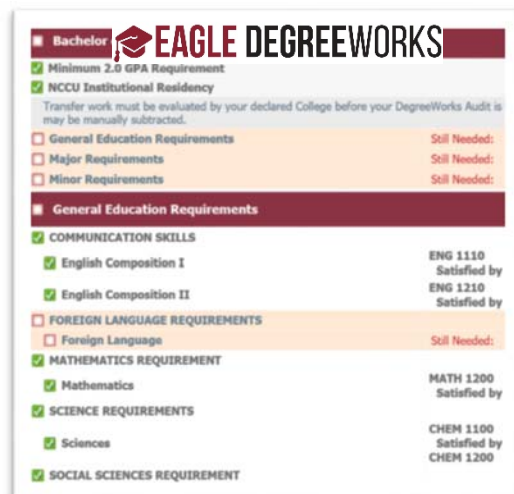 Bachelor
EAGLE DEGREEWORKS
Minimum 2.0 GPA Requirement
NCCU Institutional Residency
Transfer work must be evaluated by your declared College before your DegreeWorks Audit is
may be manually subtracted.
General Education Requirements Still Needed:
Major Requirements Still Needed:
Minor Requirements Still Needed:
General Education Requirements
COMMUNICATION SKILLS
English Composition I ENG 1110
Satisfied by
English Composition II ENG 1210
Satisfied by
FOREIGN LANGUAGE REQUIREMENTS
Foreign Language Still Needed:
MATHEMATICS REQUIREMENT
Mathematics MATH 1200
Satisfied by
SCIENCE REQUIREMENTS
CHEM 1100
Sciences Satisfied by
CHEM 1200
SOCIAL SCIENCES REQUIREMENT